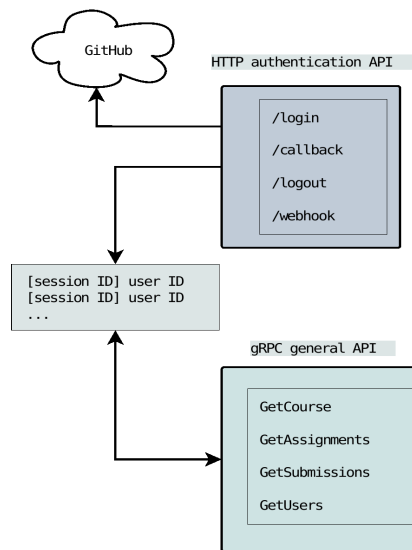 GitHub
HTTP authentication API
/login
/callback
/logout
/webhook
[session ID] user ID
[session ID] user ID
...
gRPC general API
GetCourse
GetAssignments
GetSubmissions
GetUsers